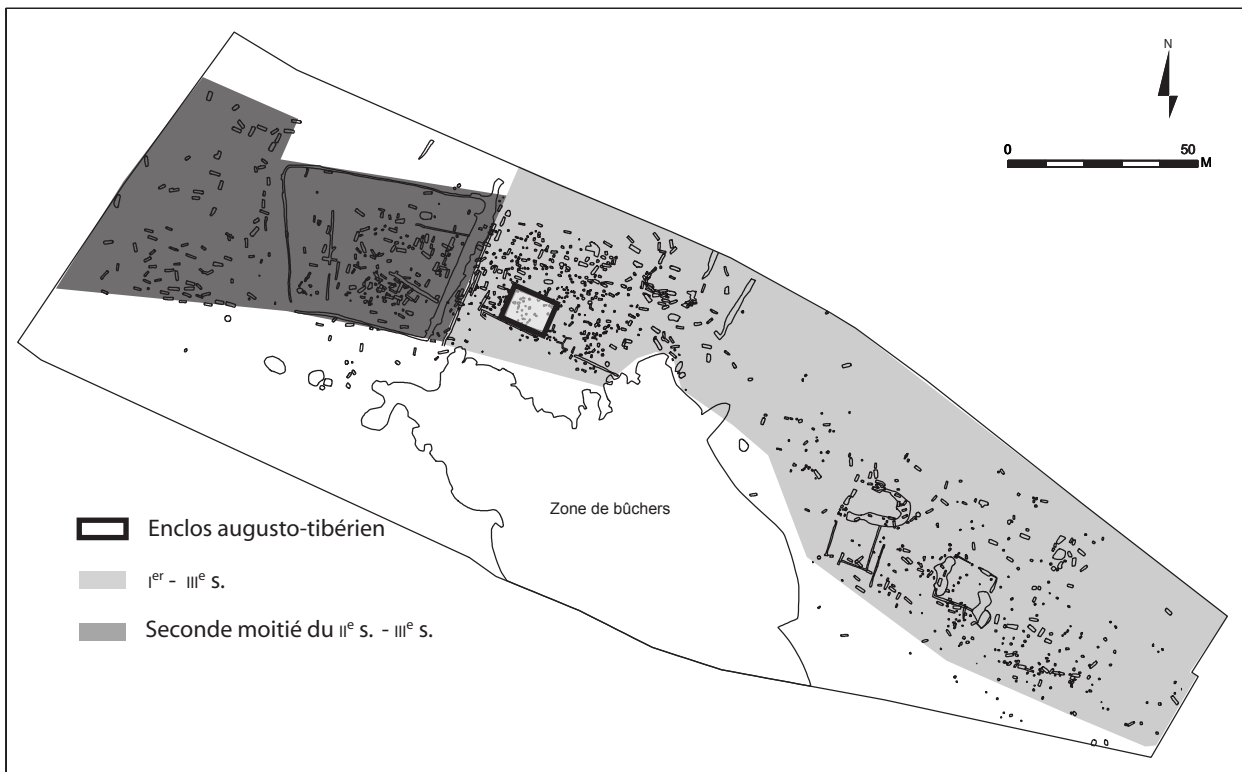 N
0 50
M
Zone de bûchers
Enclos augusto-tibérien
Ier - IIIe s.
Seconde moitié du IIe s. - IIIe s.